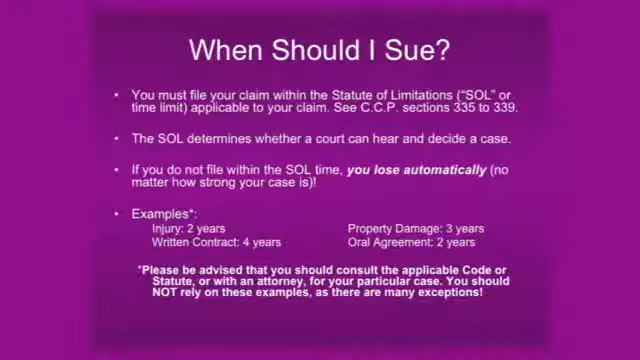 When Should I Sue?
• You must file your claim within the Statute of Limitations ("SOL" or
time limit) applicable to your claim. See C.C.P. sections 335 to 339.
• The SOL determines whether a court can hear and decide a case.
• If you do not file within the SOL time, you lose automatically (no
matter how strong your case is)!
• Examples*:
Injury: 2 years Property Damage: 3 years
Written Contract: 4 years Oral Agreement: 2 years
*Please be advised that you should consult the applicable Code or
Statute, or with an attorney, for your particular case. You should
NOT rely on these examples, as there are many exceptions!